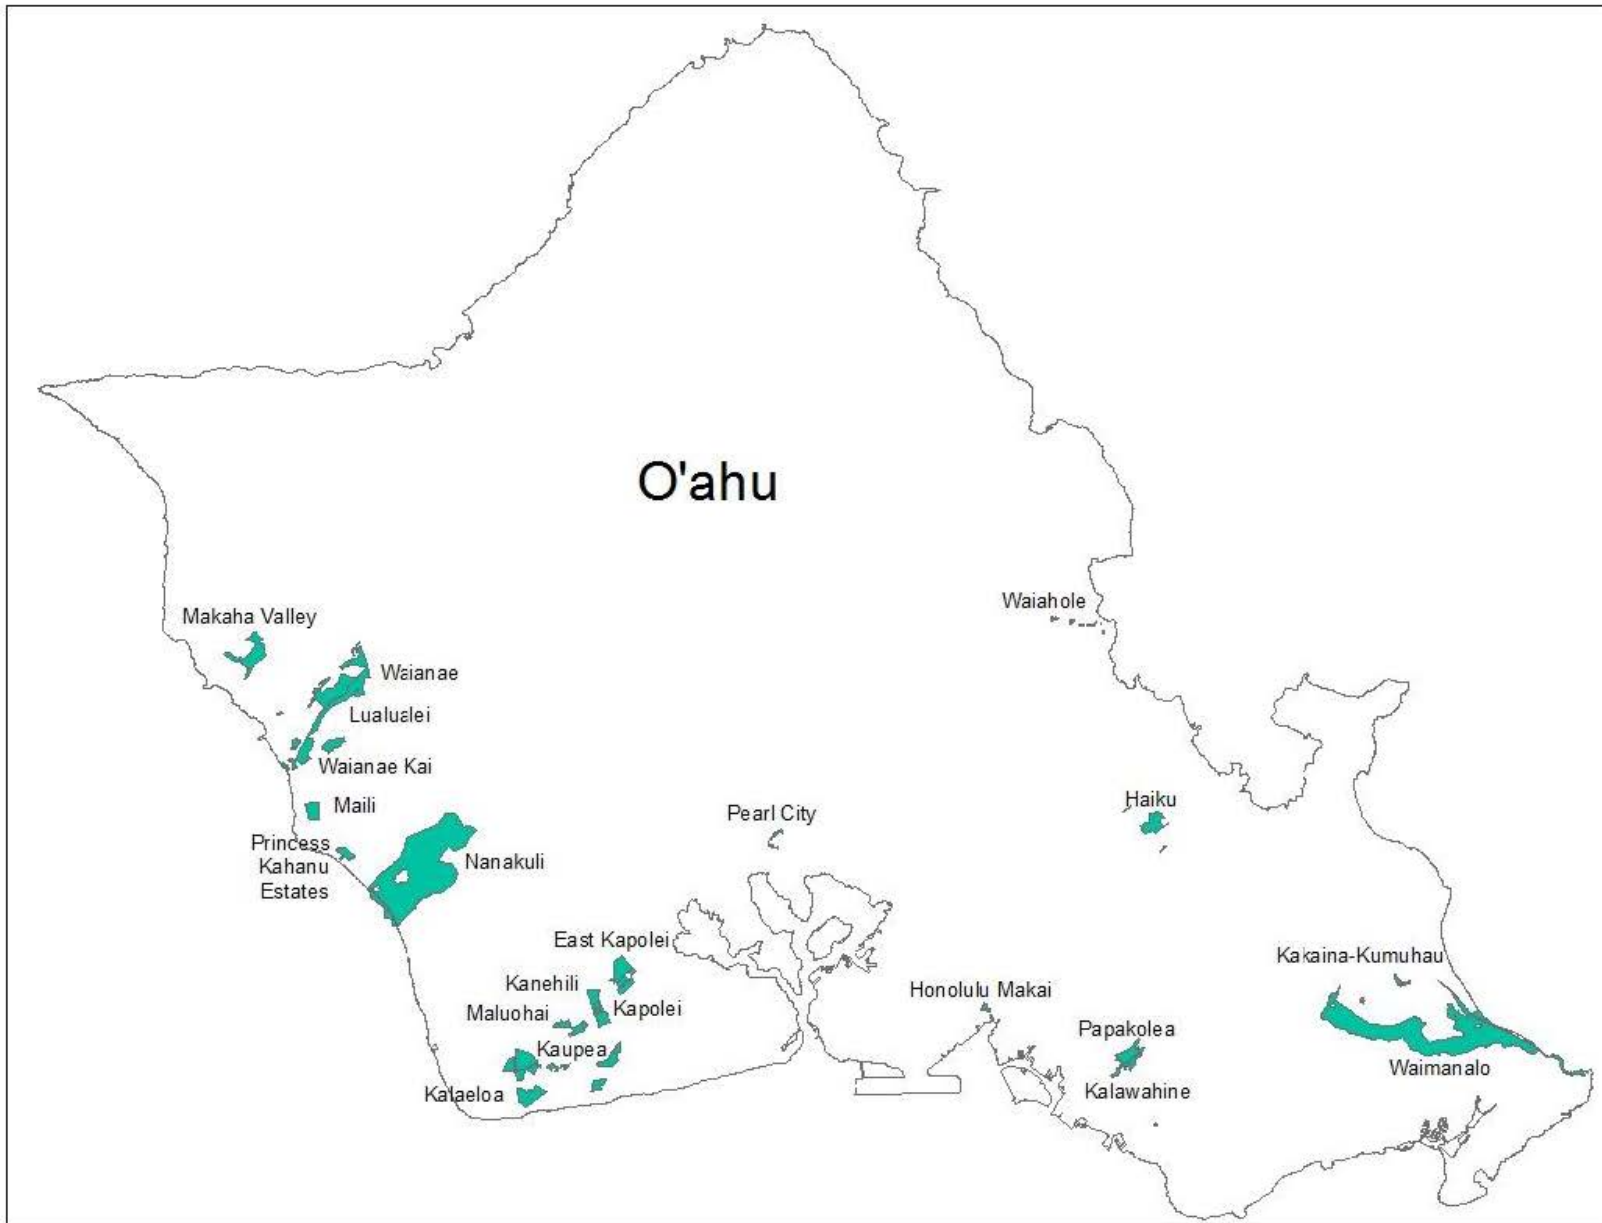 O'ahu
Makaha Valley
Waiahole
Waianae
Lualualei
Waianae Kai
Maili
Pearl City
Haiku
Princess
Kahanu
Estates
Nanakuli
East Kapolei
Kakaina-Kumuhau
Kanehili
Honolulu Makai
Maluohai
Kapolei
Papakolea
Kaupea
Waimanalo
Kalaeloa
Kalawahine